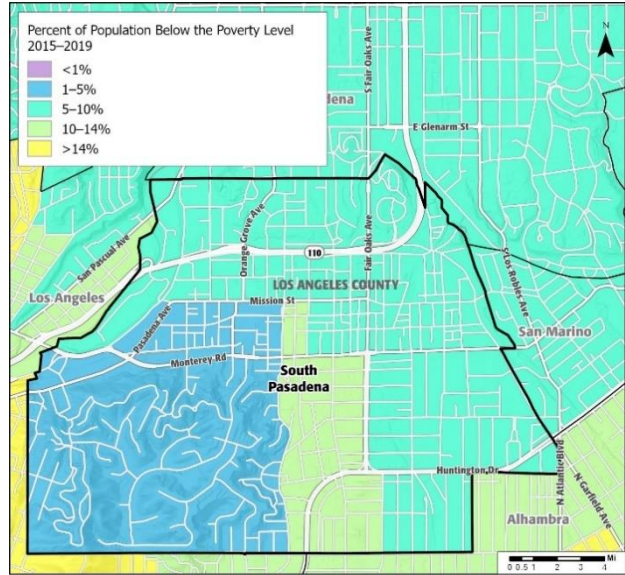 Percent of Population Below the Poverty Level
2015–2019
<1%
1–5%
5–10%
10–14%
>14%
N
S Fair Oaks Ave
dena
E Glenarm St
Orange Grove Ave
San Pascual Ave
110
Fair Oaks Ave
S Los Robles Ave
Los Angeles
LOS ANGELES COUNTY
Mission St
Pasadena Ave
San Marino
Monterey Rd
South
Pasadena
Huntington Dr
N Atlantic Blvd
N Garfield Ave
Alhambra
Mi
0 0.5 1 2 3 4